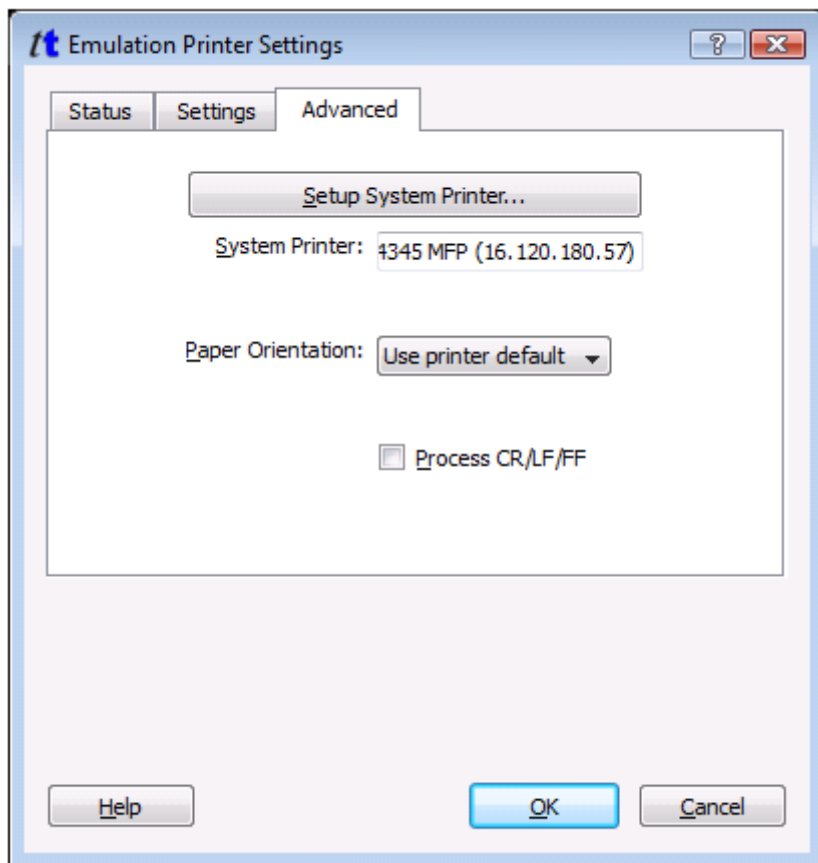 tt Emulation Printer Settings
?
Status Settings Advanced
Setup System Printer...
System Printer: 4345 MFP (16.120.180.57)
Paper Orientation: Use printer default
Process CR/LF/FF
Help OK Cancel